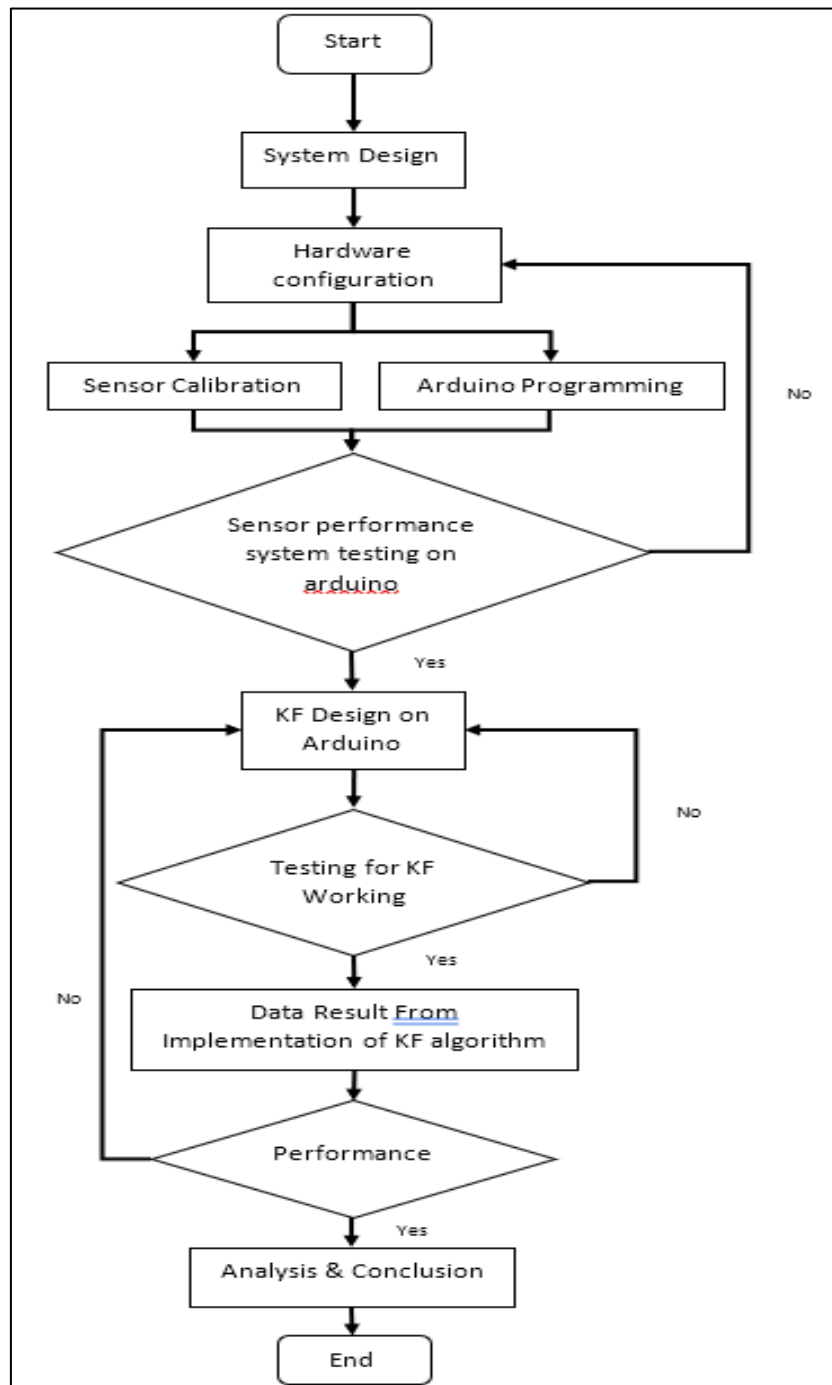 Start
System Design
Hardware
configuration
Sensor Calibration
Arduino Programming
No
Sensor performance
system testing on
arduino
Yes
KF Design on
Arduino
No
Testing for KF
Working
Yes
No
Data Result From
Implementation of KF algorithm
Performance
Yes
Analysis & Conclusion
End